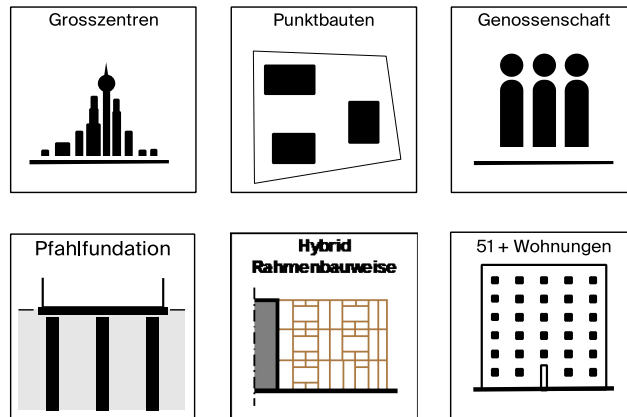 Grosszentren
Punktbauten
Genossenschaft
Pfahlfundation
Hybrid
Rahmenbauweise
51 + Wohnungen